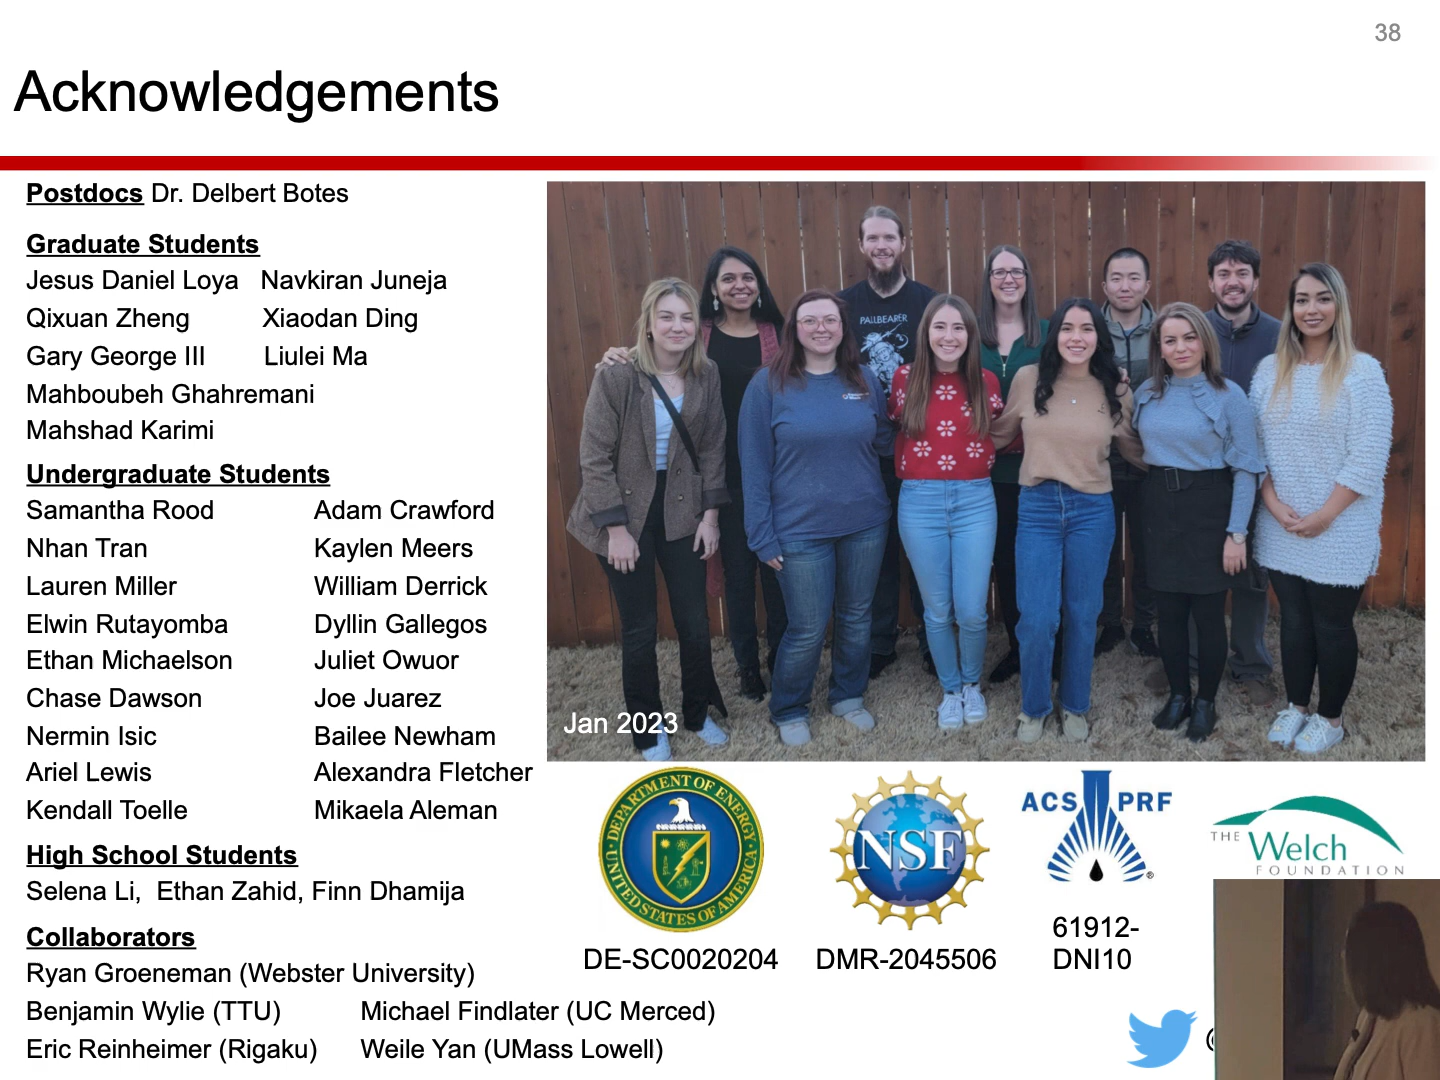 38
Acknowledgements
Postdocs Dr. Delbert Botes
Graduate Students
Jesus Daniel Loya Navkiran Juneja
Qixuan Zheng Xiaodan Ding
Gary George III Liulei Ma
Mahboubeh Ghahremani
Mahshad Karimi
Undergraduate Students
Samantha Rood Adam Crawford
Nhan Tran Kaylen Meers
Lauren Miller William Derrick
Elwin Rutayomba Dyllin Gallegos
Ethan Michaelson Juliet Owuor
Chase Dawson Joe Juarez
Nermin Isic Bailee Newham
Ariel Lewis Alexandra Fletcher
Kendall Toelle Mikaela Aleman
High School Students
Selena Li, Ethan Zahid, Finn Dhamija
Collaborators
Ryan Groeneman (Webster University)
Benjamin Wylie (TTU) Michael Findlater (UC Merced)
Eric Reinheimer (Rigaku) Weile Yan (UMass Lowell)
PALLBEARER
Jan 2023
DEPARTMENT OF ENERGY
UNITED STATES OF AMERICA
DE-SC0020204
NSF
DMR-2045506
ACS PRF
®
61912-
DNI10
THE Welch
FOUNDATION
@